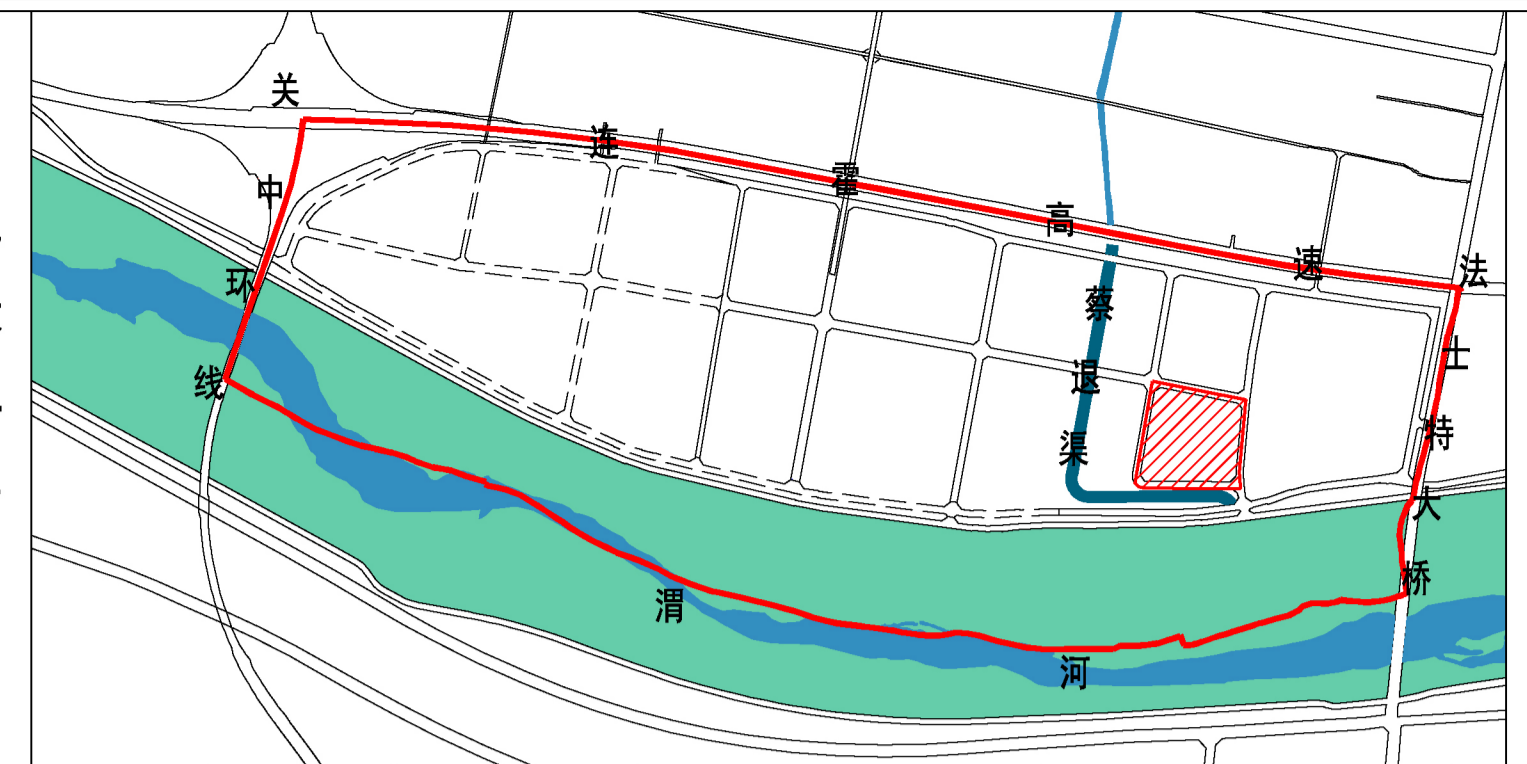 关中环线
连霍高速
法士特大桥
蔡退渠
渭河